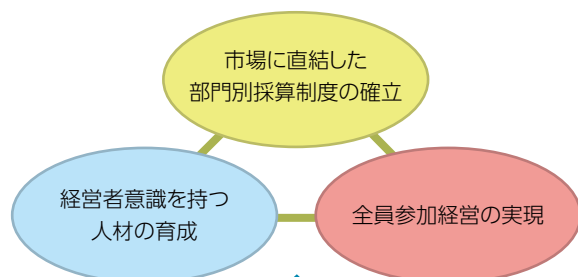 市場に直結した
部門別採算制度の確立
経営者意識を持つ
人材の育成
全員参加経営の実現